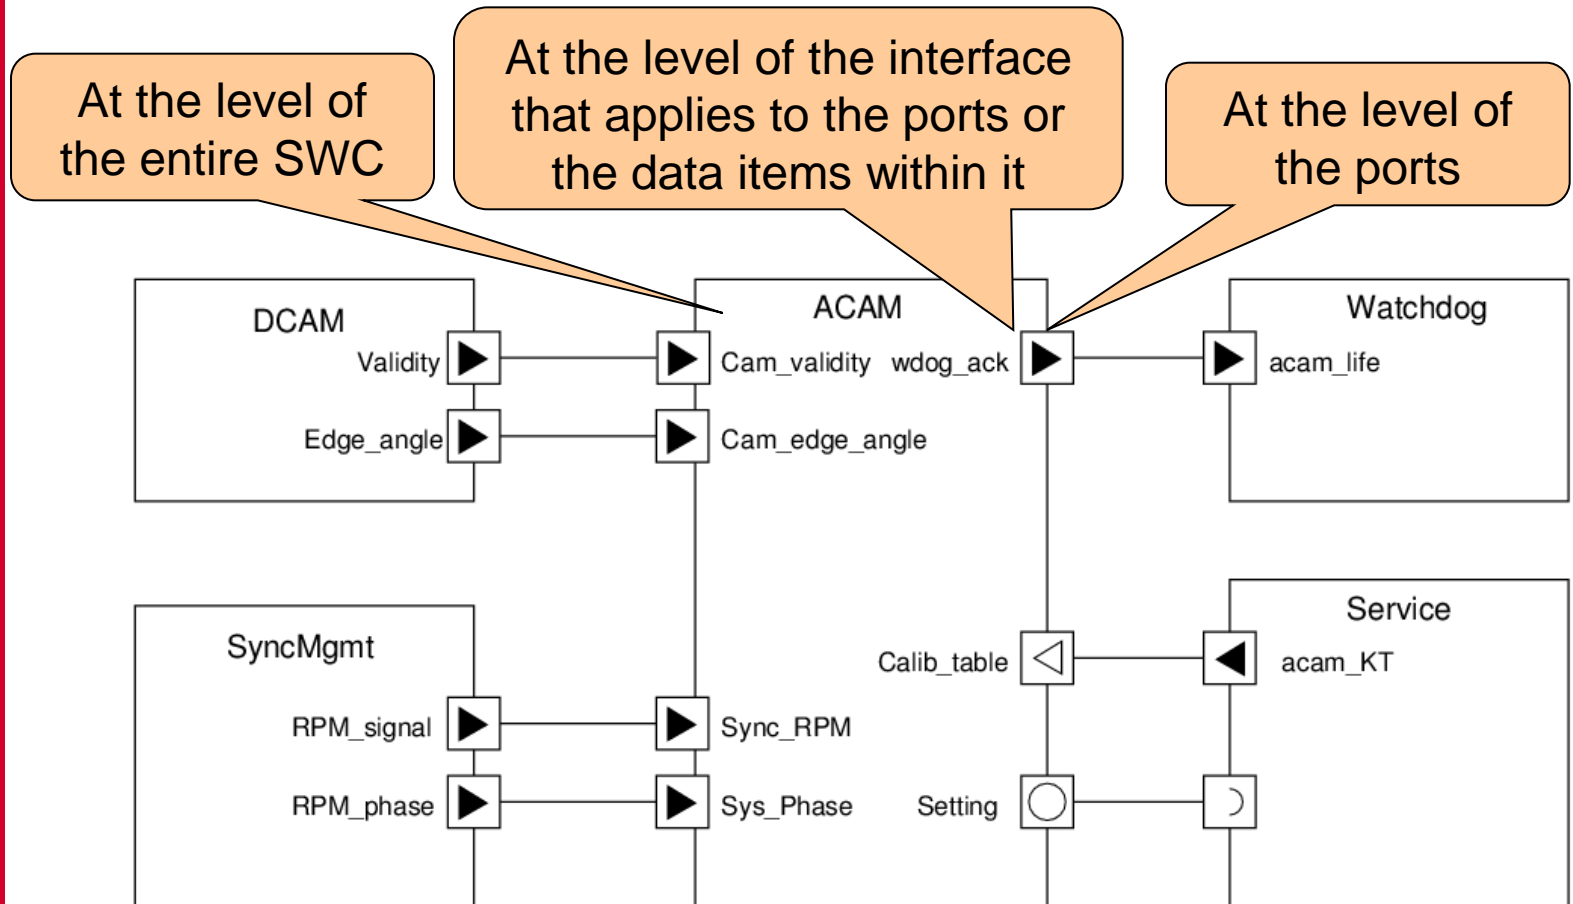 At the level of
the entire SWC
At the level of the interface
that applies to the ports or
the data items within it
At the level of
the ports
DCAM
Validity
Edge_angle
ACAM
Cam_validity wdog_ack
Cam_edge_angle
Watchdog
acam_life
SyncMgmt
RPM_signal
RPM_phase
Sync_RPM
Sys_Phase
Calib_table
Setting
Service
acam_KT